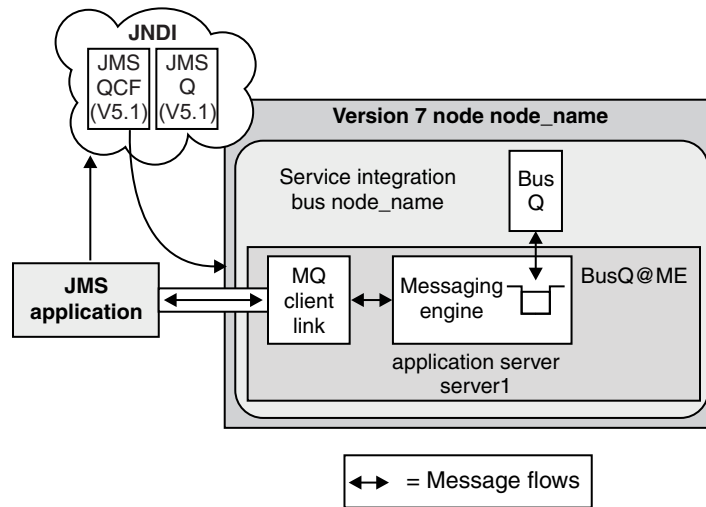 JNDI
JMS
QCF
(V5.1)
JMS
Q
(V5.1)
Version 7 node node_name
Service integration
bus node_name
Bus
Q
JMS
application
MQ
client
link
Messaging
engine
BusQ@ME
application server
server1
= Message flows